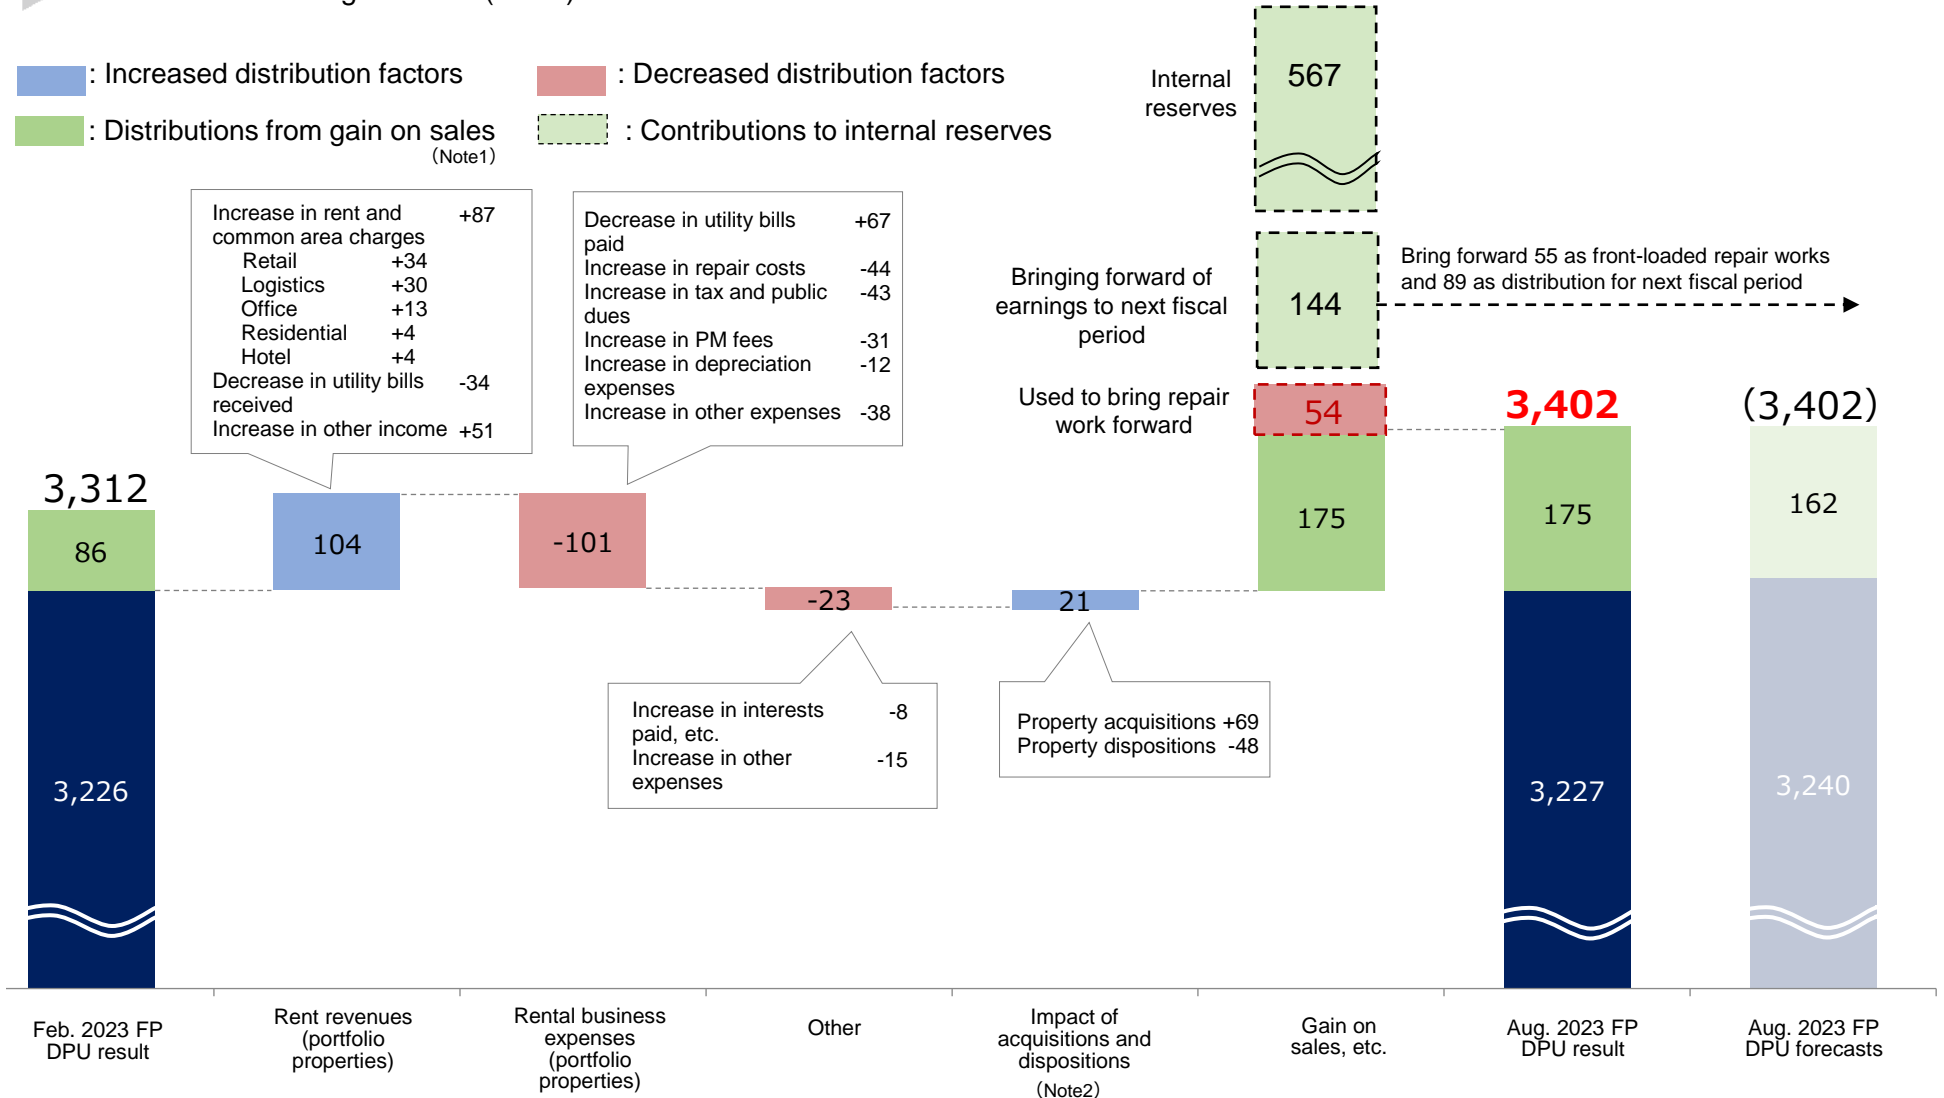 : Increased distribution factors
: Decreased distribution factors
: Distributions from gain on sales
(Note1)
: Contributions to internal reserves
Internal
reserves
567
Increase in rent and +87
common area charges
Retail +34
Logistics +30
Office +13
Residential +4
Hotel +4
Decrease in utility bills -34
received
Increase in other income +51
Decrease in utility bills +67
paid
Increase in repair costs -44
Increase in tax and public -43
dues
Increase in PM fees -31
Increase in depreciation -12
expenses
Increase in other expenses -38
Bringing forward of
earnings to next fiscal
period
144
Bring forward 55 as front-loaded repair works
and 89 as distribution for next fiscal period
Used to bring repair
work forward
54
3,312
86
3,226
104
-101
-23
21
175
3,402
175
3,227
(3,402)
162
3,240
Increase in interests -8
paid, etc.
Increase in other -15
expenses
Property acquisitions +69
Property dispositions -48
Feb. 2023 FP
DPU result
Rent revenues
(portfolio
properties)
Rental business
expenses
(portfolio
properties)
Other
Impact of
acquisitions and
dispositions
(Note2)
Gain on
sales, etc.
Aug. 2023 FP
DPU result
Aug. 2023 FP
DPU forecasts